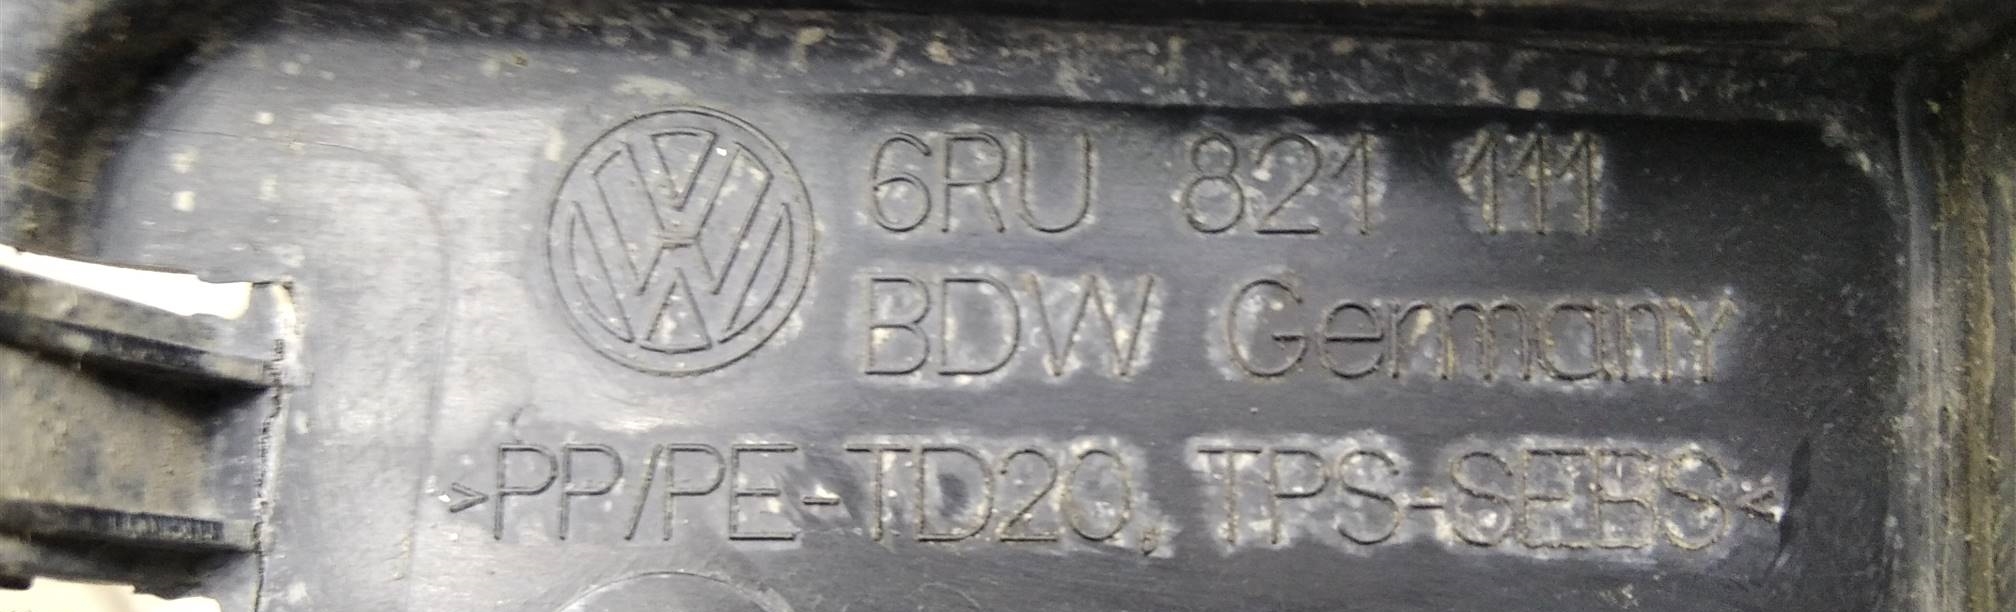 6RU 821 111
BDW Germany
>PP/PE-TD20, TPS-SEBS<